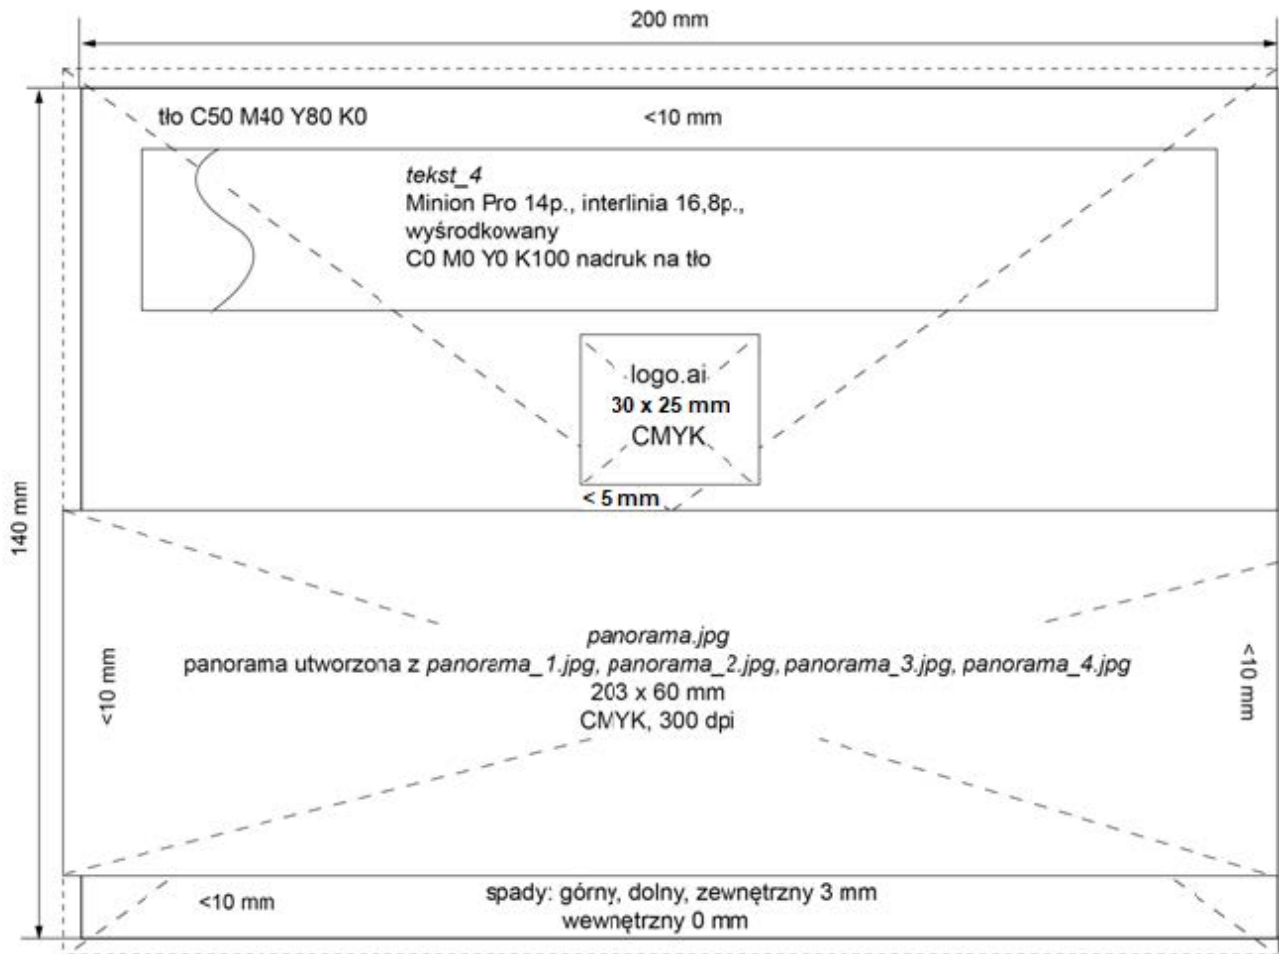 200 mm
tło C50 M40 Y80 K0
<10 mm
tekst_4
Minion Pro 14p., interlinia 16,8p.,
wyśrodkowany
C0 M0 Y0 K100 nadruk na tło
logo.ai
30 x 25 mm
CMYK
< 5 mm
140 mm
panorama.jpg
panorama utworzona z panorama_1.jpg, panorama_2.jpg, panorama_3.jpg, panorama_4.jpg
203 x 60 mm
CMYK, 300 dpi
<10 mm
<10 mm
<10 mm
spady: górny, dolny, zewnętrzny 3 mm
wewnętrzny 0 mm